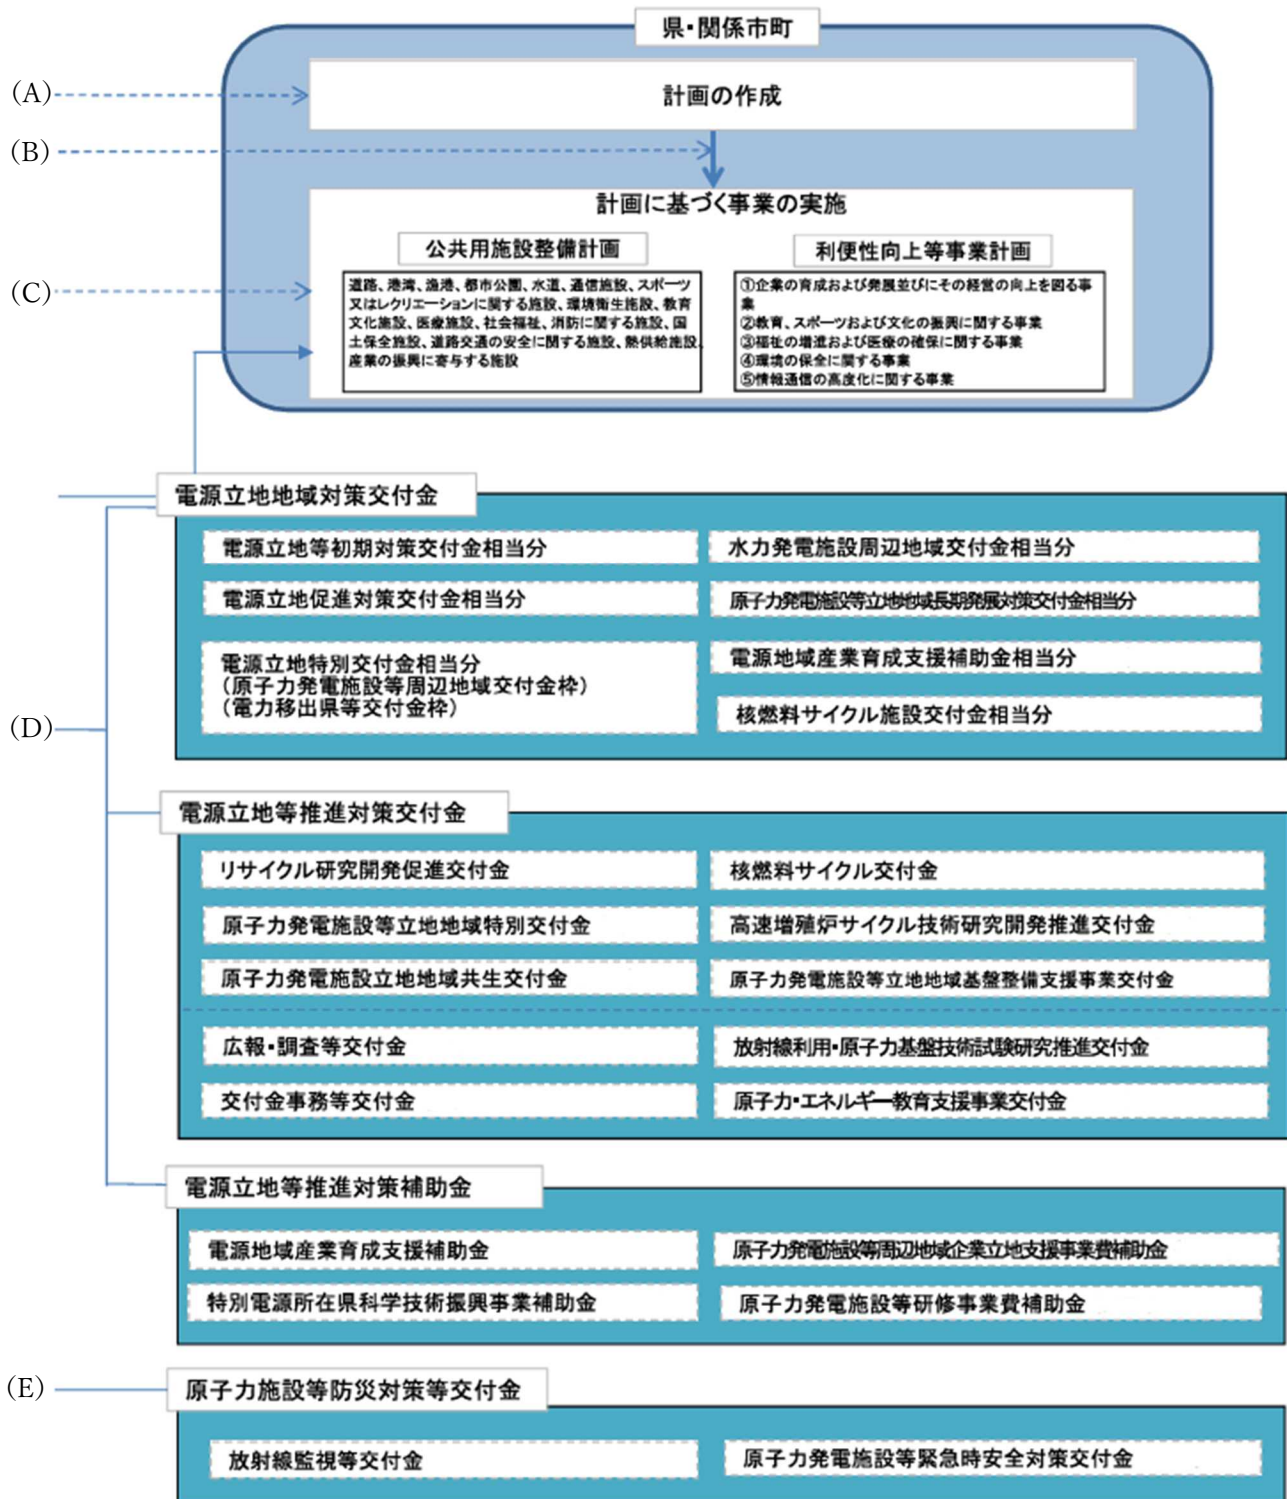 県・関係市町
(A)
計画の作成
(B)
計画に基づく事業の実施
公共用施設整備計画
利便性向上等事業計画
(C)
道路、港湾、漁港、都市公園、水道、通信施設、スポーツ
又はレクリエーションに関する施設、環境衛生施設、教育
文化施設、医療施設、社会福祉、消防に関する施設、国
土保全施設、道路交通の安全に関する施設、熱供給施設、
産業の振興に寄与する施設
①企業の育成および発展並びにその経営の向上を図る事
業
②教育、スポーツおよび文化の振興に関する事業
③福祉の増進および医療の確保に関する事業
④環境の保全に関する事業
⑤情報通信の高度化に関する事業
(D)
電源立地地域対策交付金
電源立地等初期対策交付金相当分
水力発電施設周辺地域交付金相当分
電源立地促進対策交付金相当分
原子力発電施設等立地地域長期発展対策交付金相当分
電源立地特別交付金相当分
(原子力発電施設等周辺地域交付金枠)
(電力移出県等交付金枠)
電源地域産業育成支援補助金相当分
核燃料サイクル施設交付金相当分
電源立地等推進対策交付金
リサイクル研究開発促進交付金
核燃料サイクル交付金
原子力発電施設等立地地域特別交付金
高速増殖炉サイクル技術研究開発推進交付金
原子力発電施設立地地域共生交付金
原子力発電施設等立地地域基盤整備支援事業交付金
広報・調査等交付金
放射線利用・原子力基盤技術試験研究推進交付金
交付金事務等交付金
原子力・エネルギー教育支援事業交付金
電源立地等推進対策補助金
電源地域産業育成支援補助金
原子力発電施設等周辺地域企業立地支援事業費補助金
特別電源所在県科学技術振興事業補助金
原子力発電施設等研修事業費補助金
(E)
原子力施設等防災対策等交付金
放射線監視等交付金
原子力発電施設等緊急時安全対策交付金